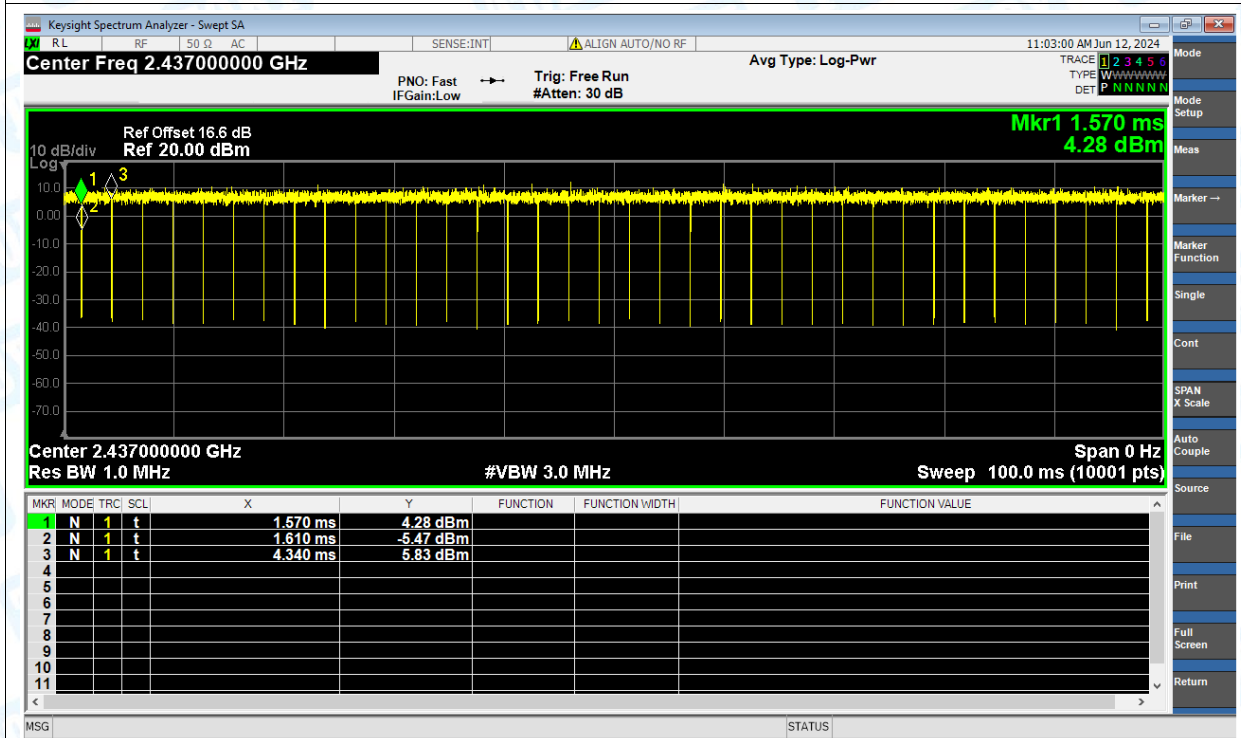 Keysight Spectrum Analyzer - Swept SA
LXI RL RF 50 Ω AC SENSE:INT ALIGN AUTO/NO RF 11:03:00 AM Jun 12, 2024
Center Freq 2.437000000 GHz
PNO: Fast
IFGain:Low
Trig: Free Run
#Atten: 30 dB
Avg Type: Log-Pwr
TRACE 1 2 3 4 5 6
TYPE WWWWWW
DET P N N N N N
Ref Offset 16.6 dB
10 dB/div Ref 20.00 dBm
Log
Mkr1 1.570 ms
4.28 dBm
1
2
3
10.0
0.00
-10.0
-20.0
-30.0
-40.0
-50.0
-60.0
-70.0
Center 2.437000000 GHz Span 0 Hz
Res BW 1.0 MHz #VBW 3.0 MHz Sweep 100.0 ms (10001 pts)
MKR MODE TRC SCL X Y FUNCTION FUNCTION WIDTH FUNCTION VALUE
1 N 1 t 1.570 ms 4.28 dBm
2 N 1 t 1.610 ms -5.47 dBm
3 N 1 t 4.340 ms 5.83 dBm
4
5
6
7
8
9
10
11
MSG STATUS
Mode
Mode
Setup
Meas
Marker →
Marker
Function
Single
Cont
SPAN
X Scale
Auto
Couple
Source
File
Print
Full
Screen
Return